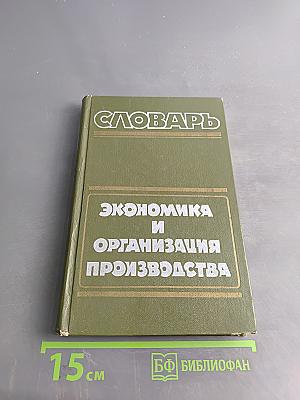 СЛОВАРЬ
ЭКОНОМИКА
И
ОРГАНИЗАЦИЯ
ПРОИЗВОДСТВА
15 см
БФ БИБЛИОФАН